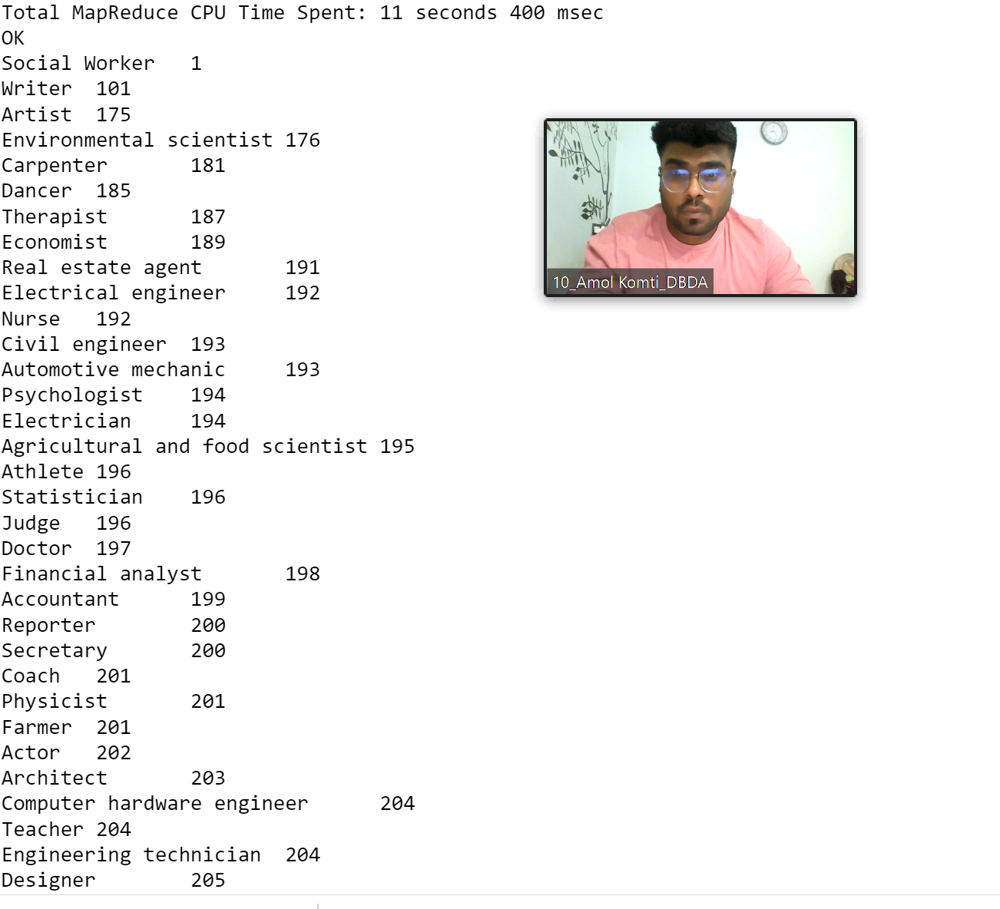 Total MapReduce CPU Time Spent: 11 seconds 400 msec
OK
Social Worker 1
Writer 101
Artist 175
Environmental scientist 176
Carpenter 181
Dancer 185
Therapist 187
Economist 189
Real estate agent 191
Electrical engineer 192
Nurse 192
Civil engineer 193
Automotive mechanic 193
Psychologist 194
Electrician 194
Agricultural and food scientist 195
Athlete 196
Statistician 196
Judge 196
Doctor 197
Financial analyst 198
Accountant 199
Reporter 200
Secretary 200
Coach 201
Physicist 201
Farmer 201
Actor 202
Architect 203
Computer hardware engineer 204
Teacher 204
Engineering technician 204
Designer 205
10_Amol Komti_DBDA